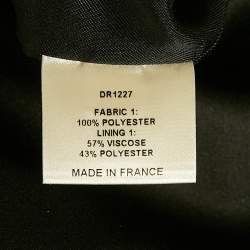 DR1227
FABRIC 1:
100% POLYESTER
LINING 1:
57% VISCOSE
43% POLYESTER
MADE IN FRANCE